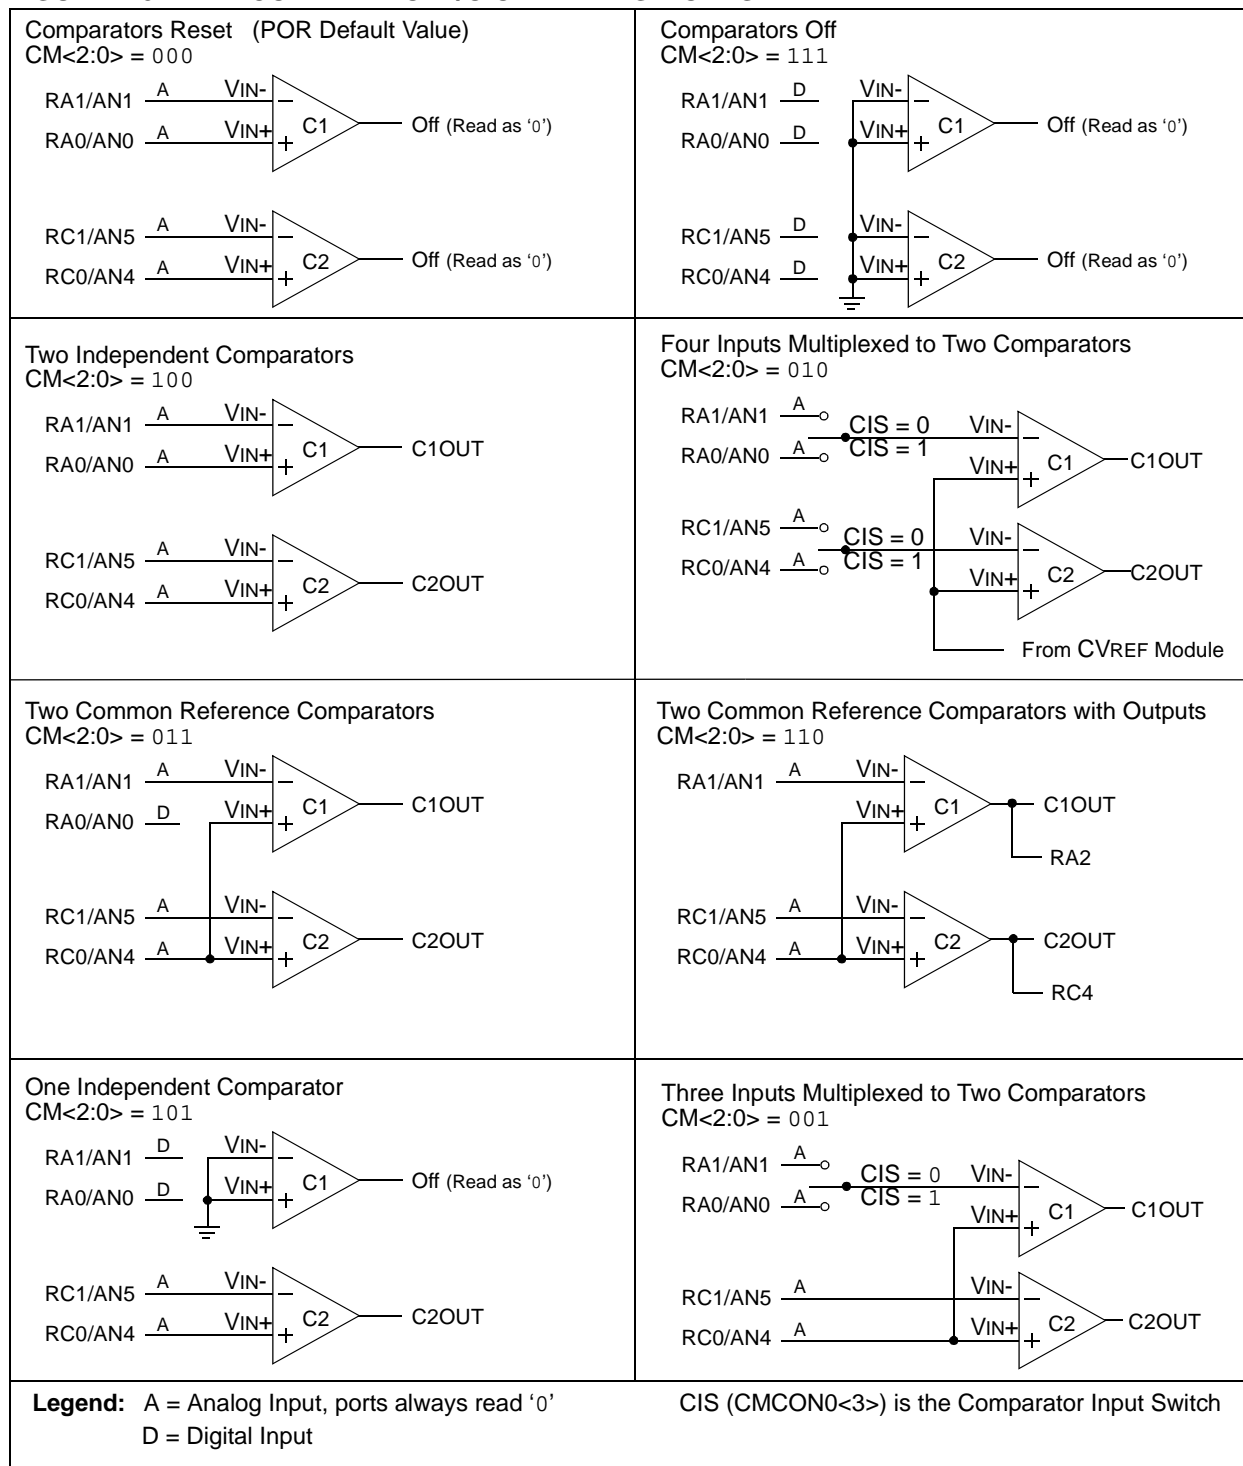 Comparators Reset (POR Default Value)
CM<2:0> = 000
RA1/AN1 A VIN-
RA0/AN0 A VIN+
C1
Off (Read as ‘0’)
RC1/AN5 A VIN-
RC0/AN4 A VIN+
C2
Off (Read as ‘0’)
Comparators Off
CM<2:0> = 111
RA1/AN1 D VIN-
RA0/AN0 D VIN+
C1
Off (Read as ‘0’)
RC1/AN5 D VIN-
RC0/AN4 D VIN+
C2
Off (Read as ‘0’)
Two Independent Comparators
CM<2:0> = 100
RA1/AN1 A VIN-
RA0/AN0 A VIN+
C1
C1OUT
RC1/AN5 A VIN-
RC0/AN4 A VIN+
C2
C2OUT
Four Inputs Multiplexed to Two Comparators
CM<2:0> = 010
RA1/AN1 A
CIS = 0 VIN-
RA0/AN0 A CIS = 1
VIN+ C1 C1OUT
RC1/AN5 A
CIS = 0 VIN-
RC0/AN4 A CIS = 1
VIN+ C2 C2OUT
From CVREF Module
Two Common Reference Comparators
CM<2:0> = 011
RA1/AN1 A VIN-
RA0/AN0 D VIN+
C1
C1OUT
RC1/AN5 A VIN-
RC0/AN4 A VIN+
C2
C2OUT
Two Common Reference Comparators with Outputs
CM<2:0> = 110
RA1/AN1 A VIN-
VIN+ C1 C1OUT
RA2
RC1/AN5 A VIN-
RC0/AN4 A VIN+
C2
C2OUT
RC4
One Independent Comparator
CM<2:0> = 101
RA1/AN1 D VIN-
RA0/AN0 D VIN+
C1
Off (Read as ‘0’)
RC1/AN5 A VIN-
RC0/AN4 A VIN+
C2
C2OUT
Three Inputs Multiplexed to Two Comparators
CM<2:0> = 001
RA1/AN1 A
CIS = 0 VIN-
RA0/AN0 A CIS = 1
VIN+ C1 C1OUT
RC1/AN5 A VIN-
RC0/AN4 A VIN+
C2
C2OUT
Legend: A = Analog Input, ports always read ‘0’
D = Digital Input
CIS (CMCON0<3>) is the Comparator Input Switch